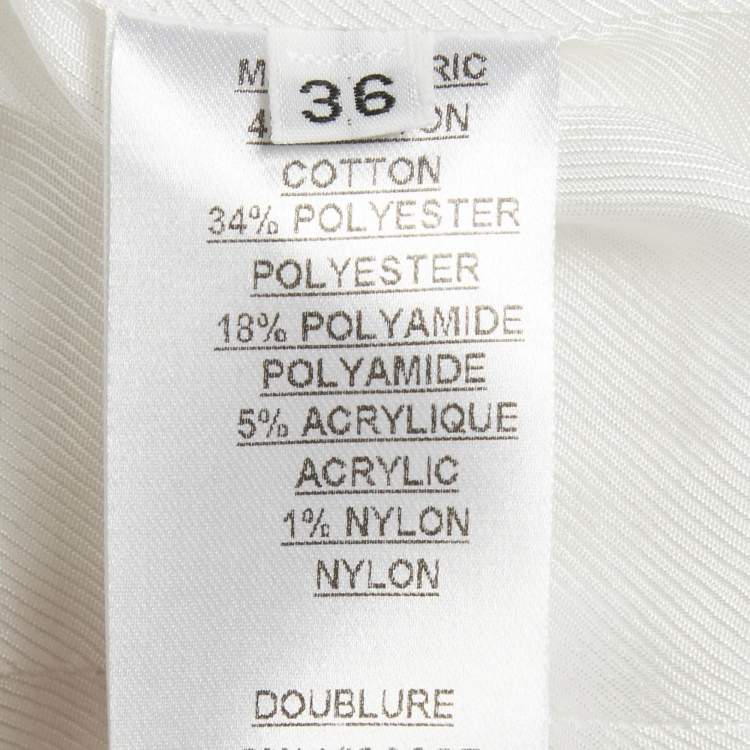 36
COTTON
34% POLYESTER
POLYESTER
18% POLYAMIDE
POLYAMIDE
5% ACRYLIQUE
ACRYLIC
1% NYLON
NYLON
DOUBLURE